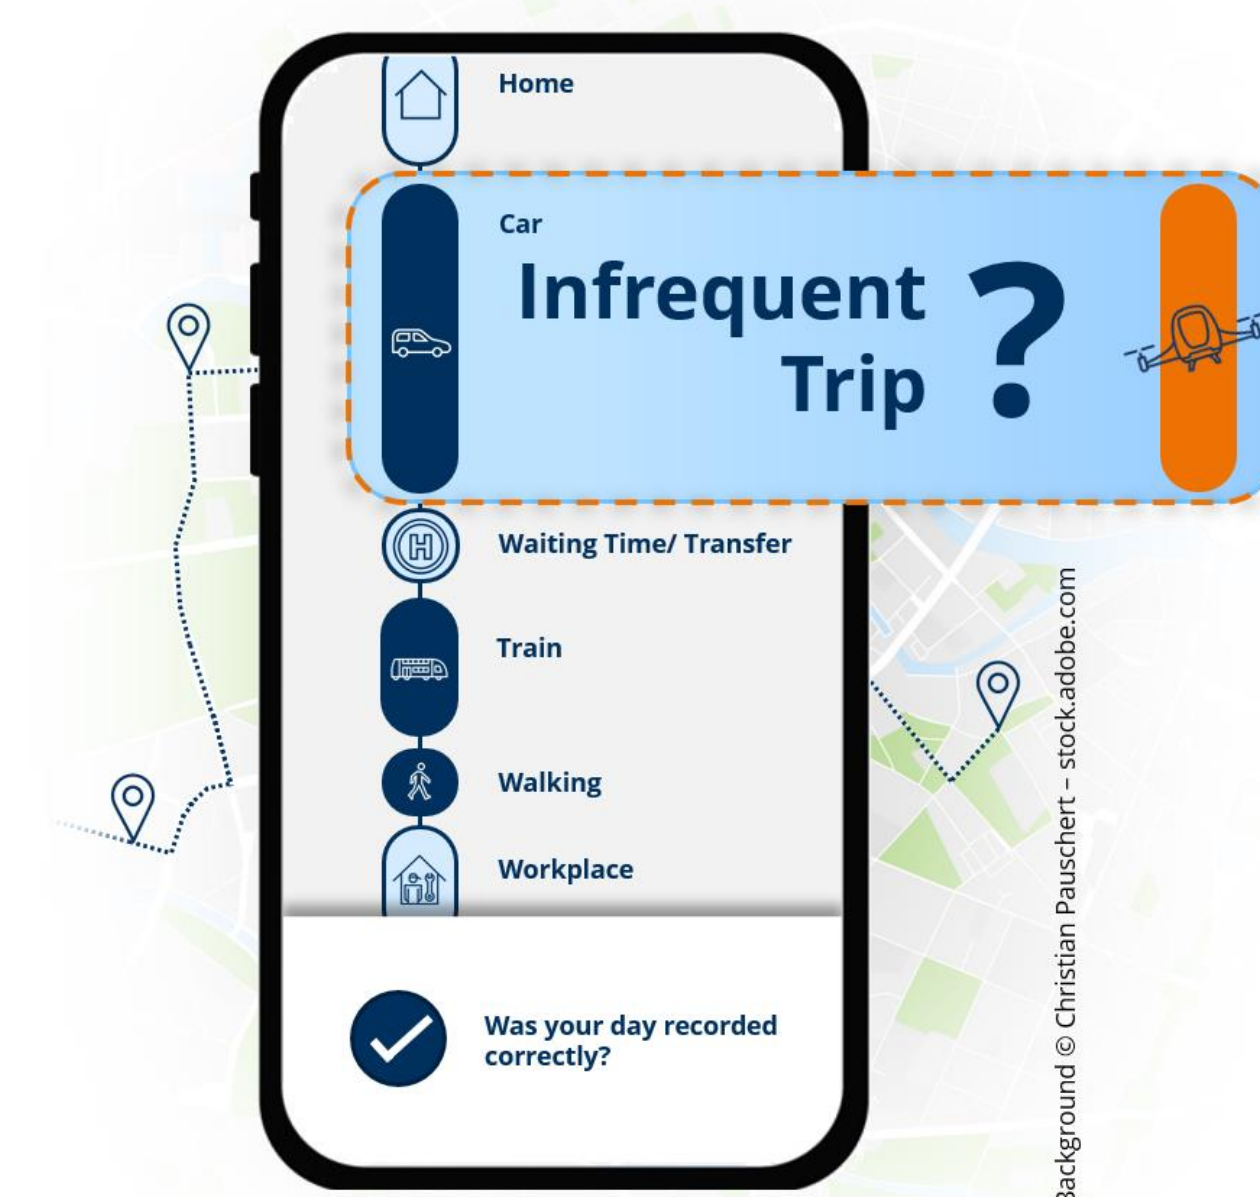 Home
Car
Infrequent
Trip
?
H
Waiting Time/ Transfer
Train
Walking
Workplace
Was your day recorded
correctly?
Background © Christian Pauschert – stock.adobe.com